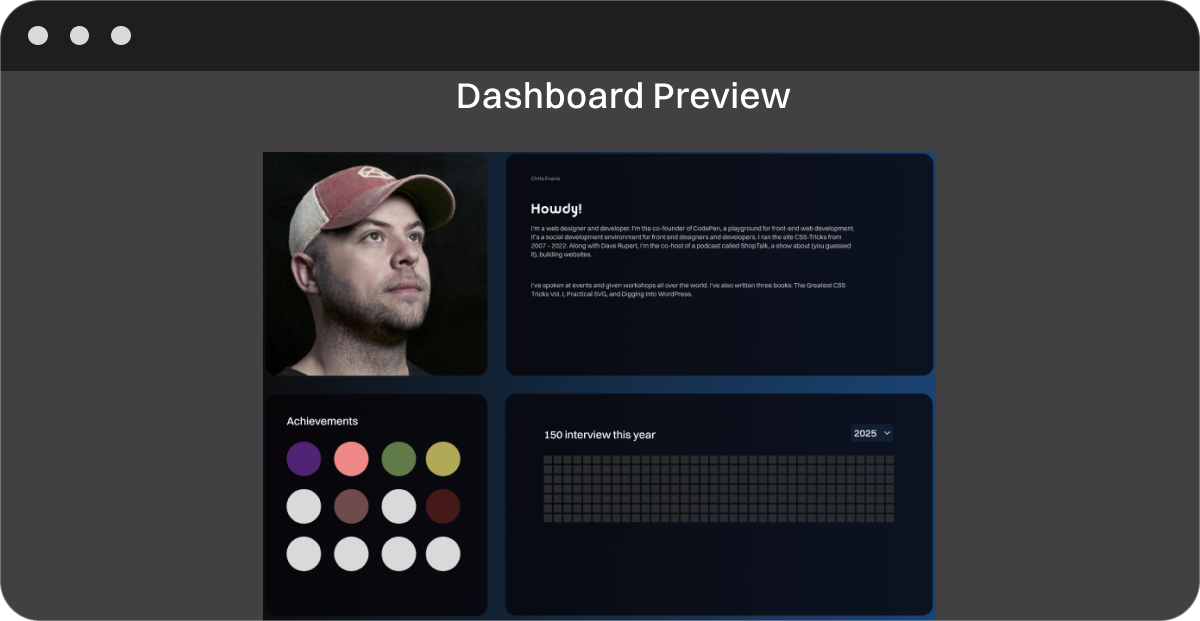 Dashboard Preview
Chris Evans
Howdy!
I'm a web designer and developer. I'm the co-founder of CodePen, a playground for front-end web development.
It's a social development environment for front end designers and developers. I ran the site CSS-Tricks from
2007 - 2022. Along with Dave Rupert, I'm the co-host of a podcast called ShopTalk, a show about (you guessed
it), building websites.
I've spoken at events and given workshops all over the world. I've also written three books: The Greatest CSS
Tricks Vol. I, Practical SVG, and Digging Into WordPress.
Achievements
150 interview this year
2025